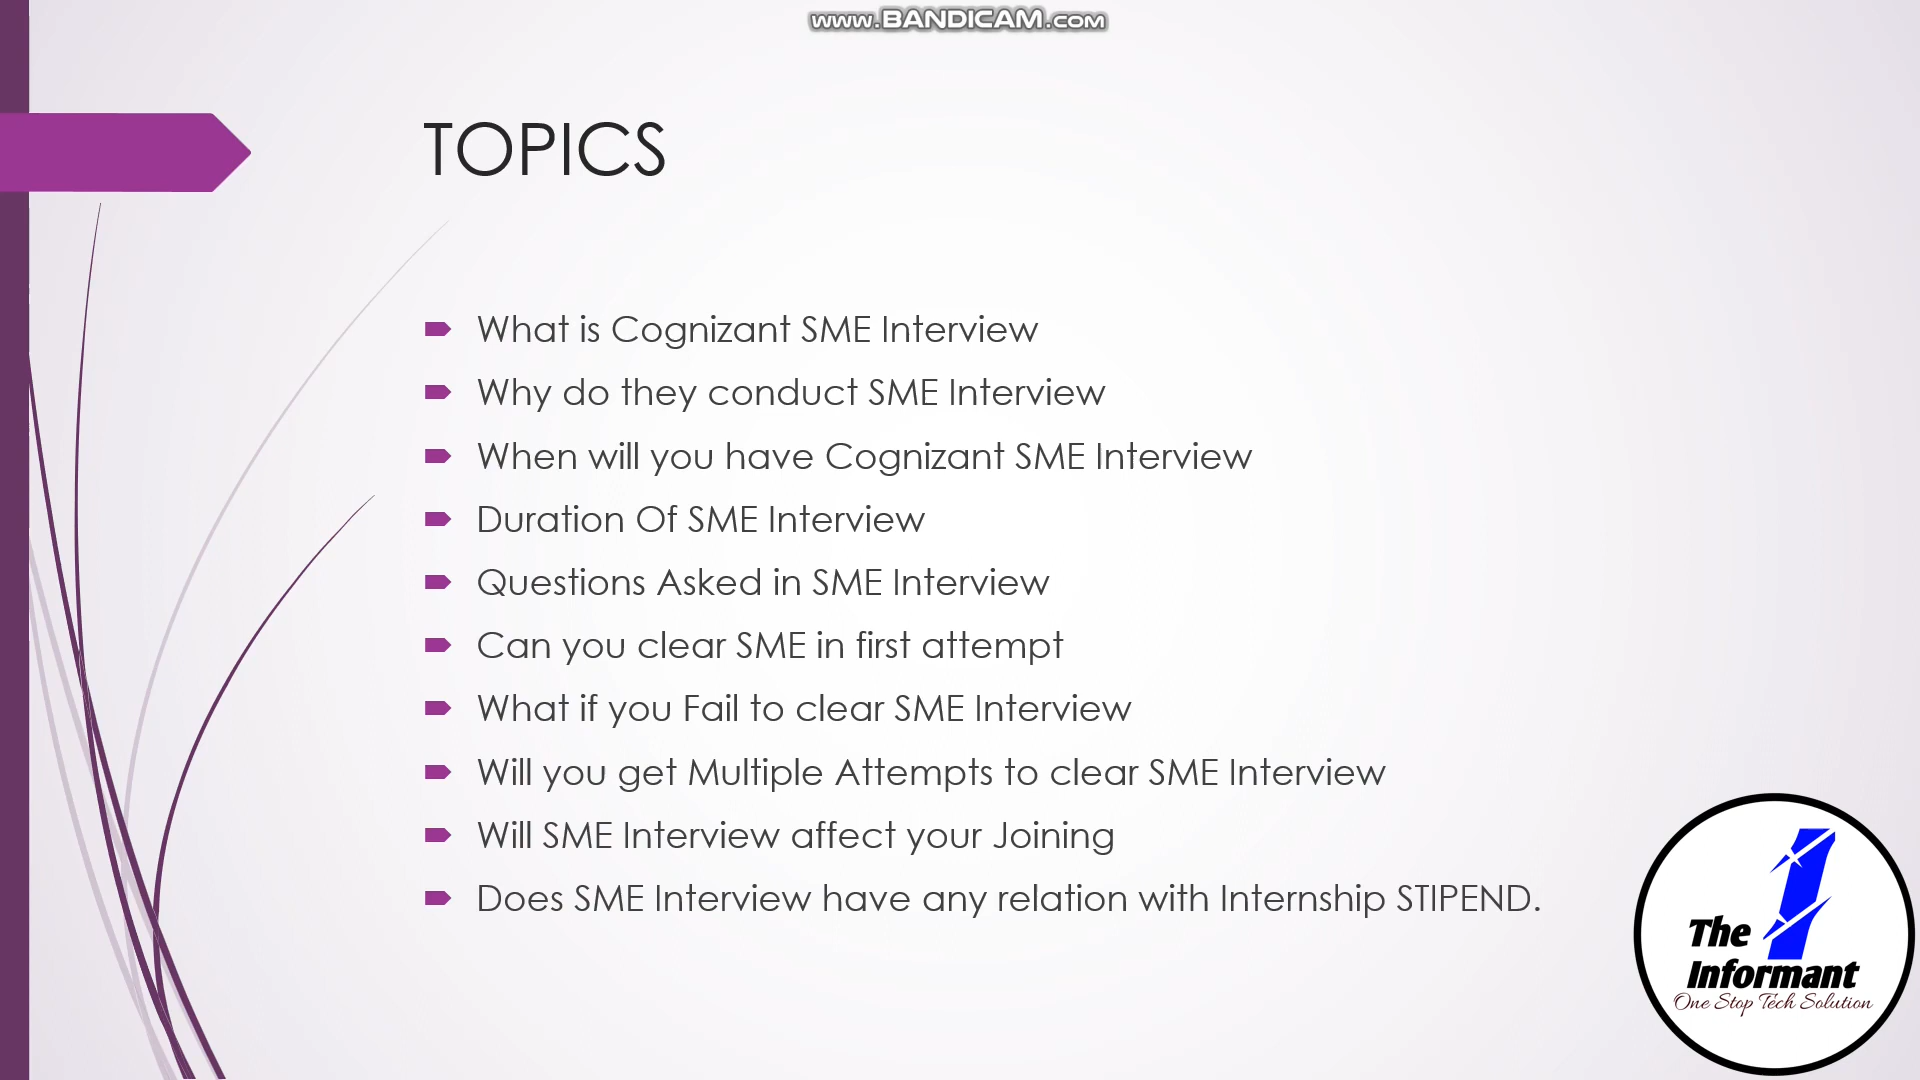 www.BANDICAM.com
TOPICS
What is Cognizant SME Interview
Why do they conduct SME Interview
When will you have Cognizant SME Interview
Duration Of SME Interview
Questions Asked in SME Interview
Can you clear SME in first attempt
What if you Fail to clear SME Interview
Will you get Multiple Attempts to clear SME Interview
Will SME Interview affect your Joining
Does SME Interview have any relation with Internship STIPEND.
The
Informant
One Stop Tech Solution